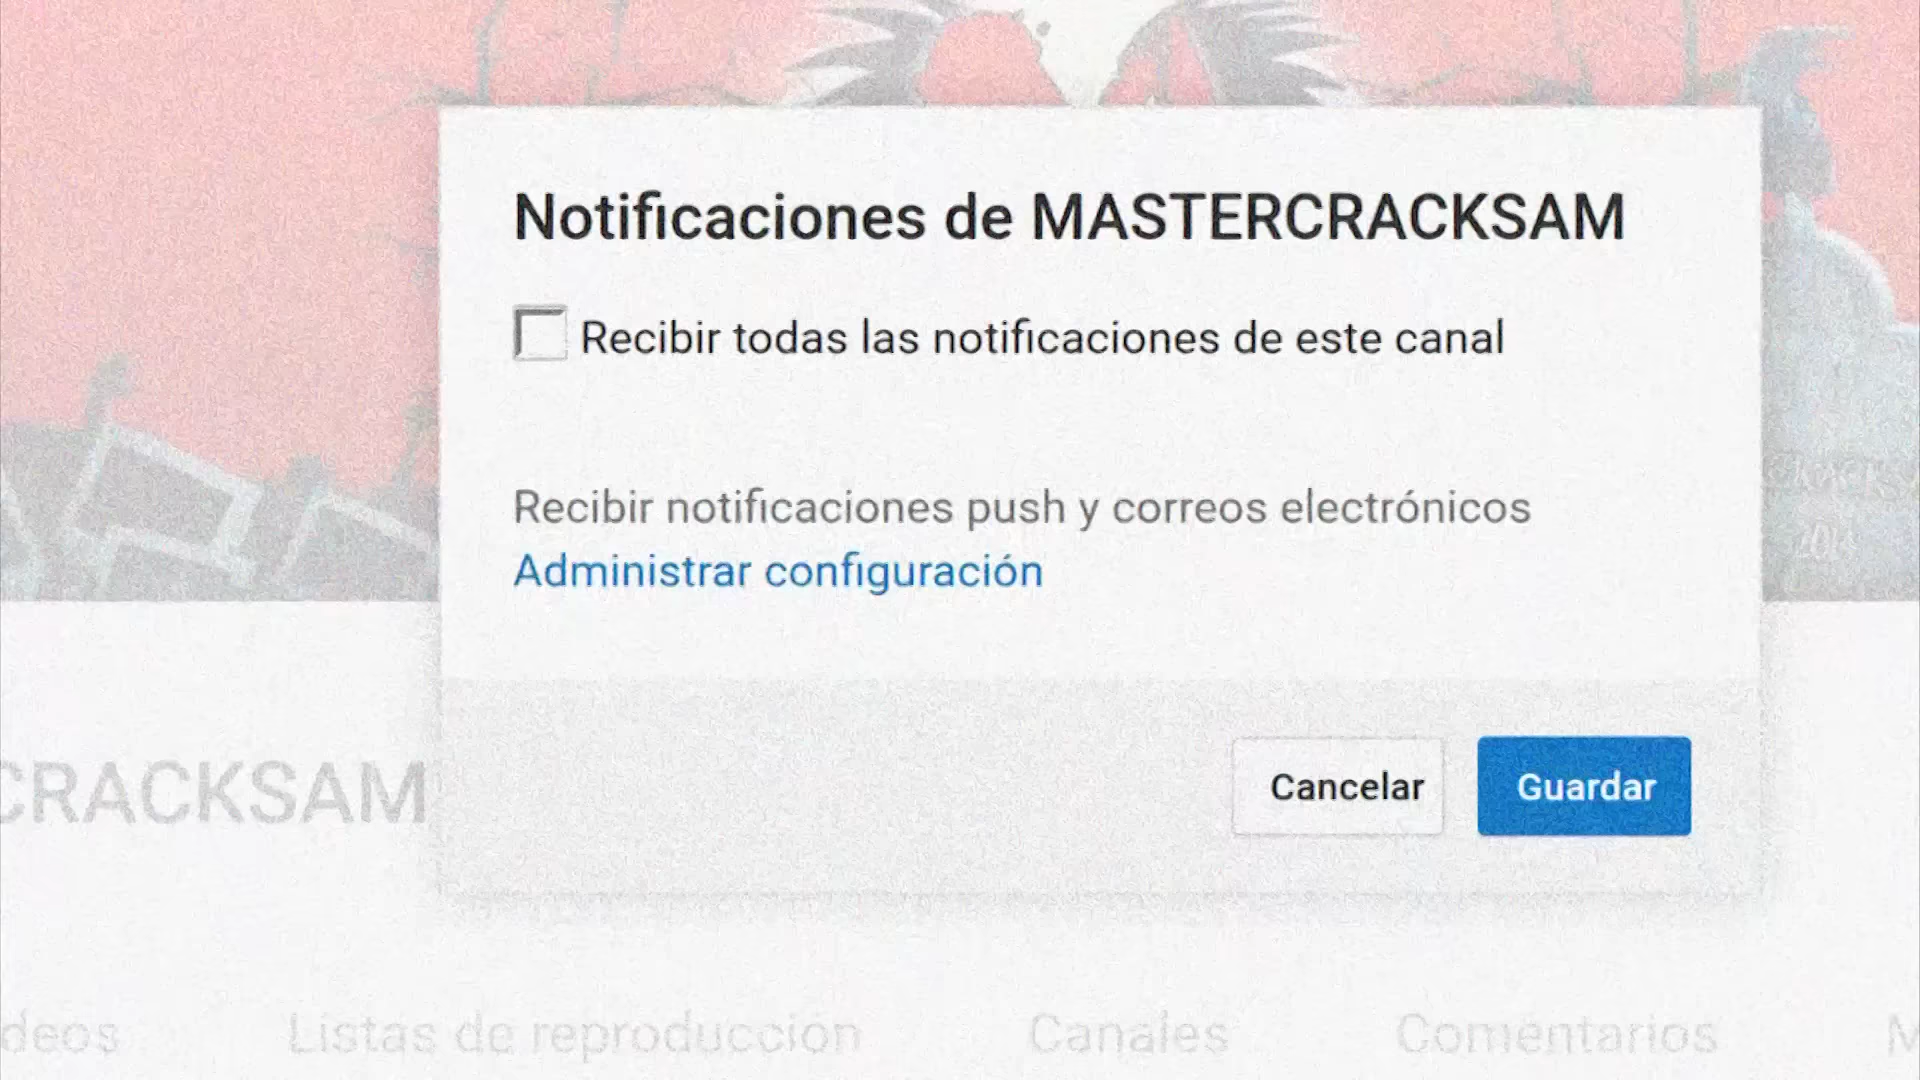 Notificaciones de MASTERCRACKSAM
Recibir todas las notificaciones de este canal
Recibir notificaciones push y correos electrónicos
Administrar configuración
Cancelar
Guardar
CRACKSAM
deos
Listas de reproducción
Canales
Comentarios
M